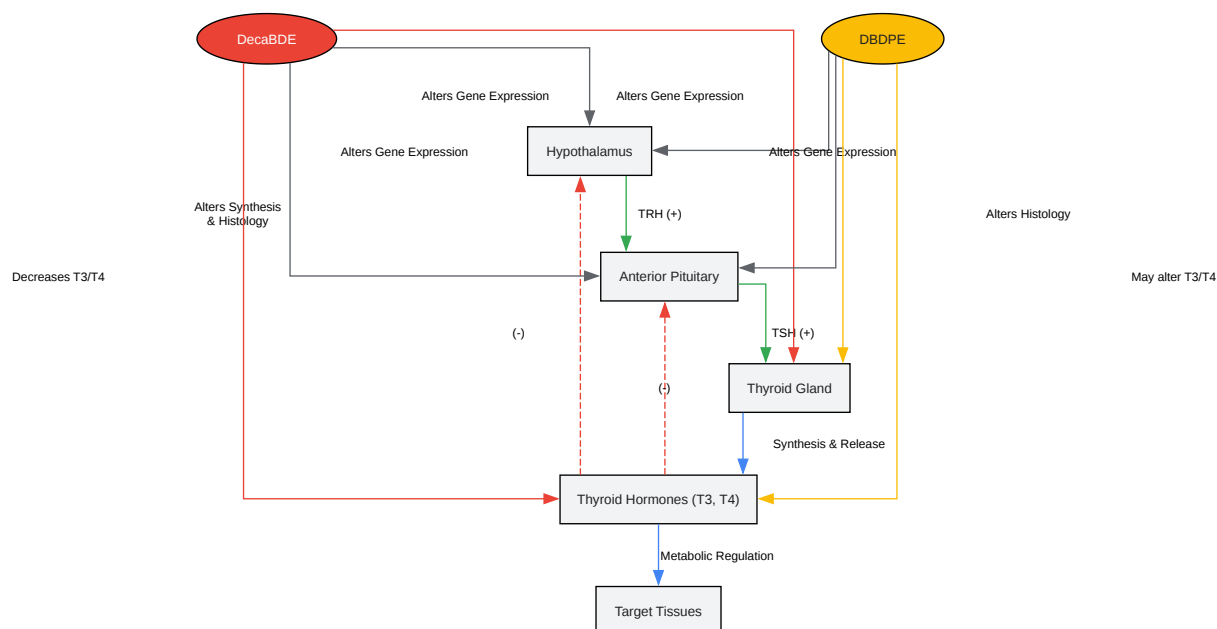 DecaBDE
DBDPE
Alters Gene Expression
Alters Gene Expression
Hypothalamus
Alters Gene Expression
Alters Gene Expression
Alters Synthesis
& Histology
TRH (+)
Alters Histology
Decreases T3/T4
Anterior Pituitary
May alter T3/T4
(-)
TSH (+)
(-)
Thyroid Gland
Synthesis & Release
Thyroid Hormones (T3, T4)
Metabolic Regulation
Target Tissues